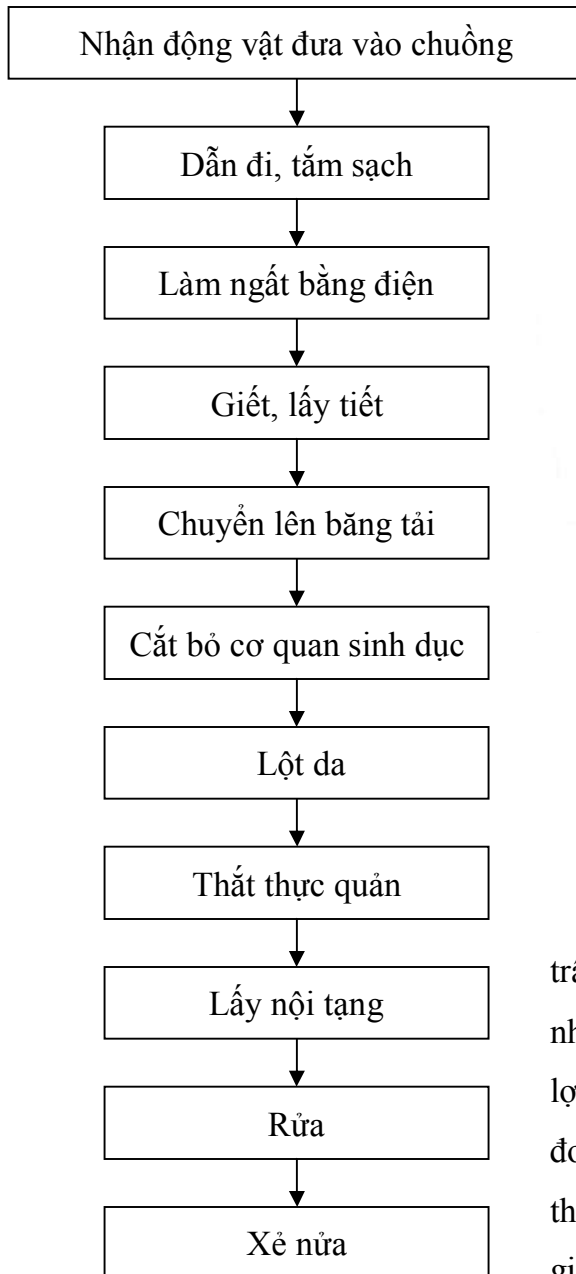 Nhận động vật đưa vào chuồng
Dẫn đi, tắm sạch
Làm ngất bằng điện
Giết, lấy tiết
Chuyển lên băng tải
Cắt bỏ cơ quan sinh dục
Lột da
Thắt thực quản
Lấy nội tạng
Rửa
Xẻ nửa